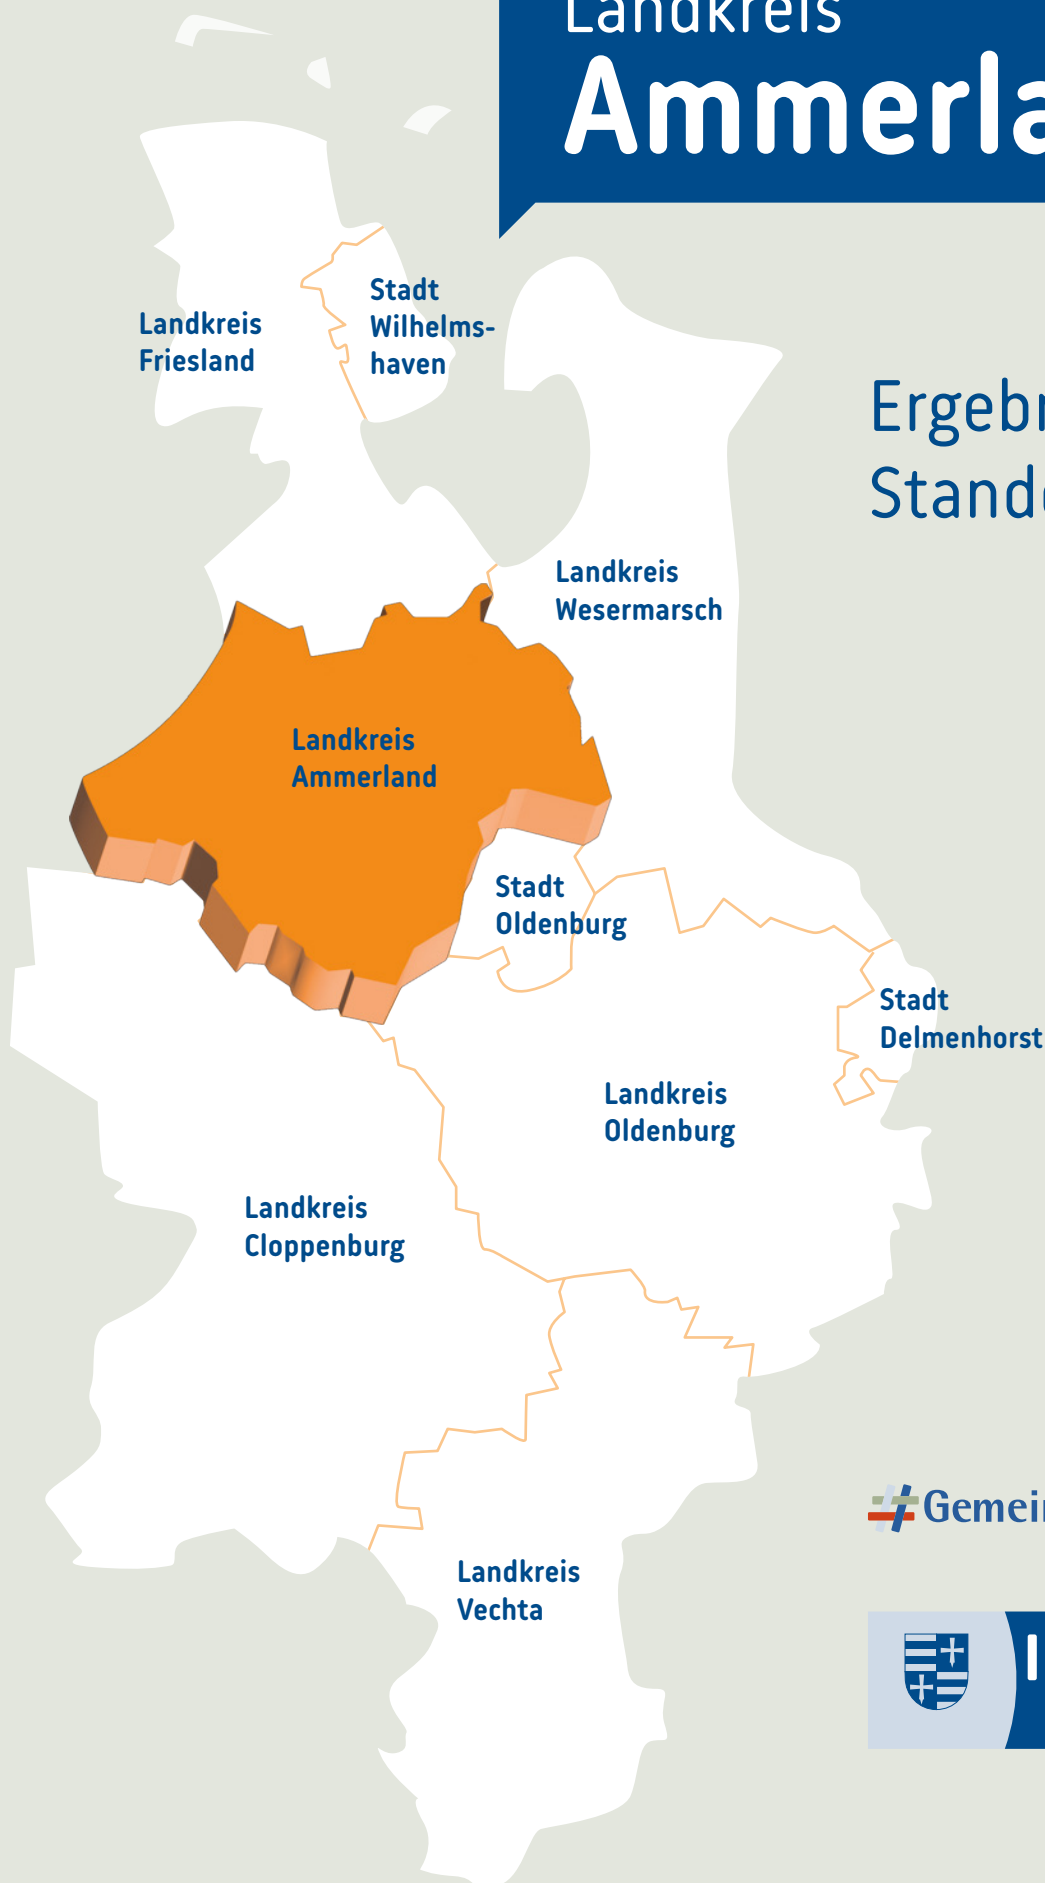 Landkreis
Ammerla
Stadt
Wilhelms-
haven
Landkreis
Friesland
Ergebn
Stande
Landkreis
Wesermarsch
Landkreis
Ammerland
Stadt
Oldenburg
Stadt
Delmenhorst
Landkreis
Oldenburg
Landkreis
Cloppenburg
Landkreis
Vechta
Gemein
I